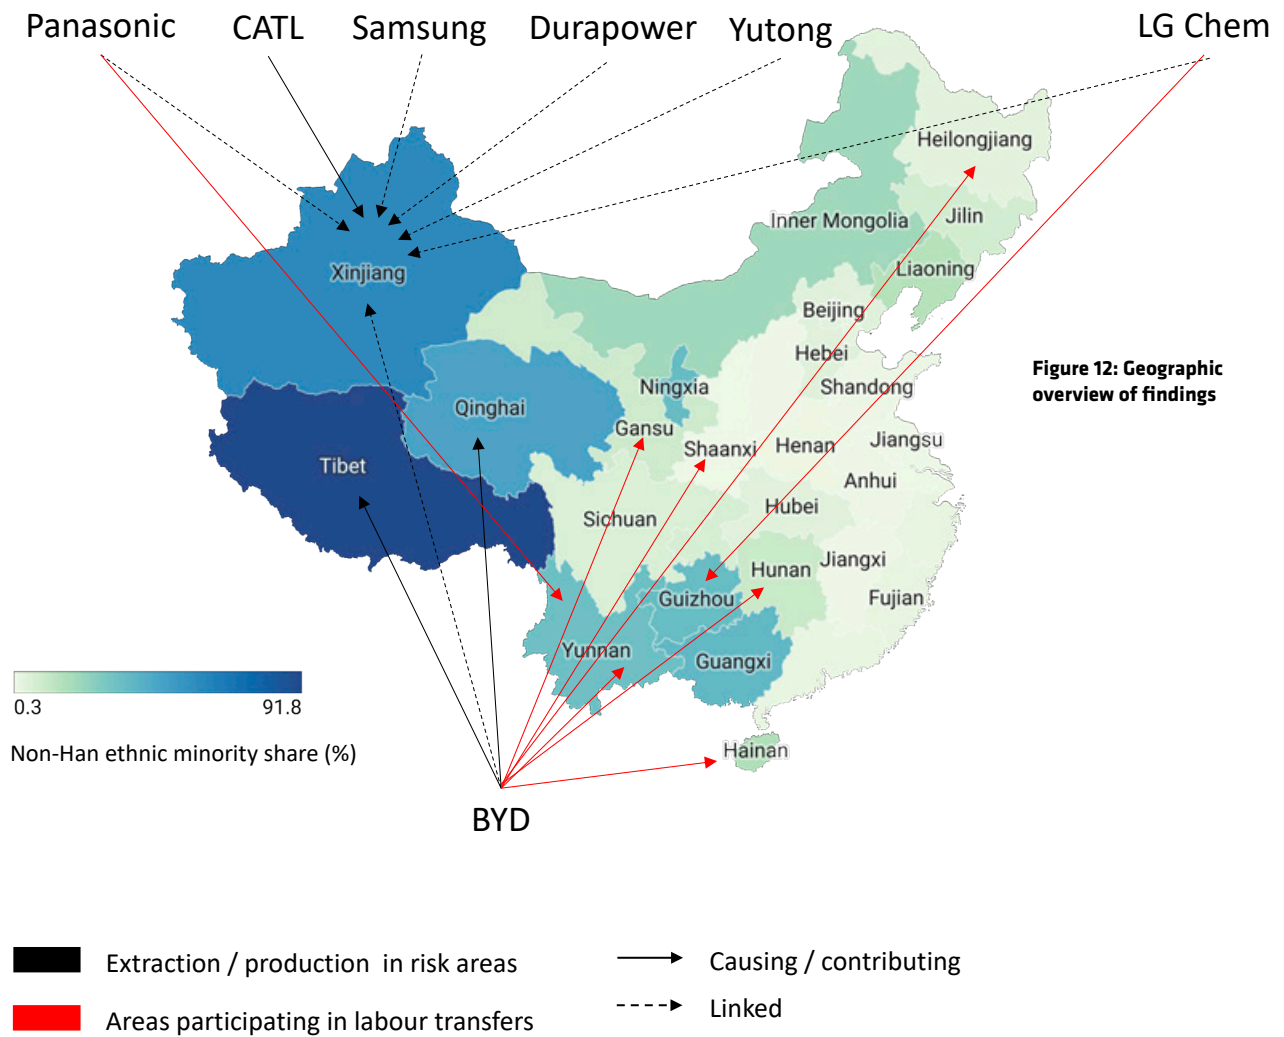 Panasonic CATL Samsung Durapower Yutong LG Chem
Heilongjiang
Jilin
Inner Mongolia
Liaoning
Xinjiang
Beijing
Hebei
Figure 12: Geographic
overview of findings
Ningxia
Shandong
Qinghai
Gansu
Shaanxi
Henan
Jiangsu
Tibet
Anhui
Hubei
Sichuan
Jiangxi
Hunan
Guizhou
Fujian
Yunnan
Guangxi
0.3 91.8
Non-Han ethnic minority share (%)
Hainan
BYD
Extraction / production in risk areas
Causing / contributing
Areas participating in labour transfers
Linked